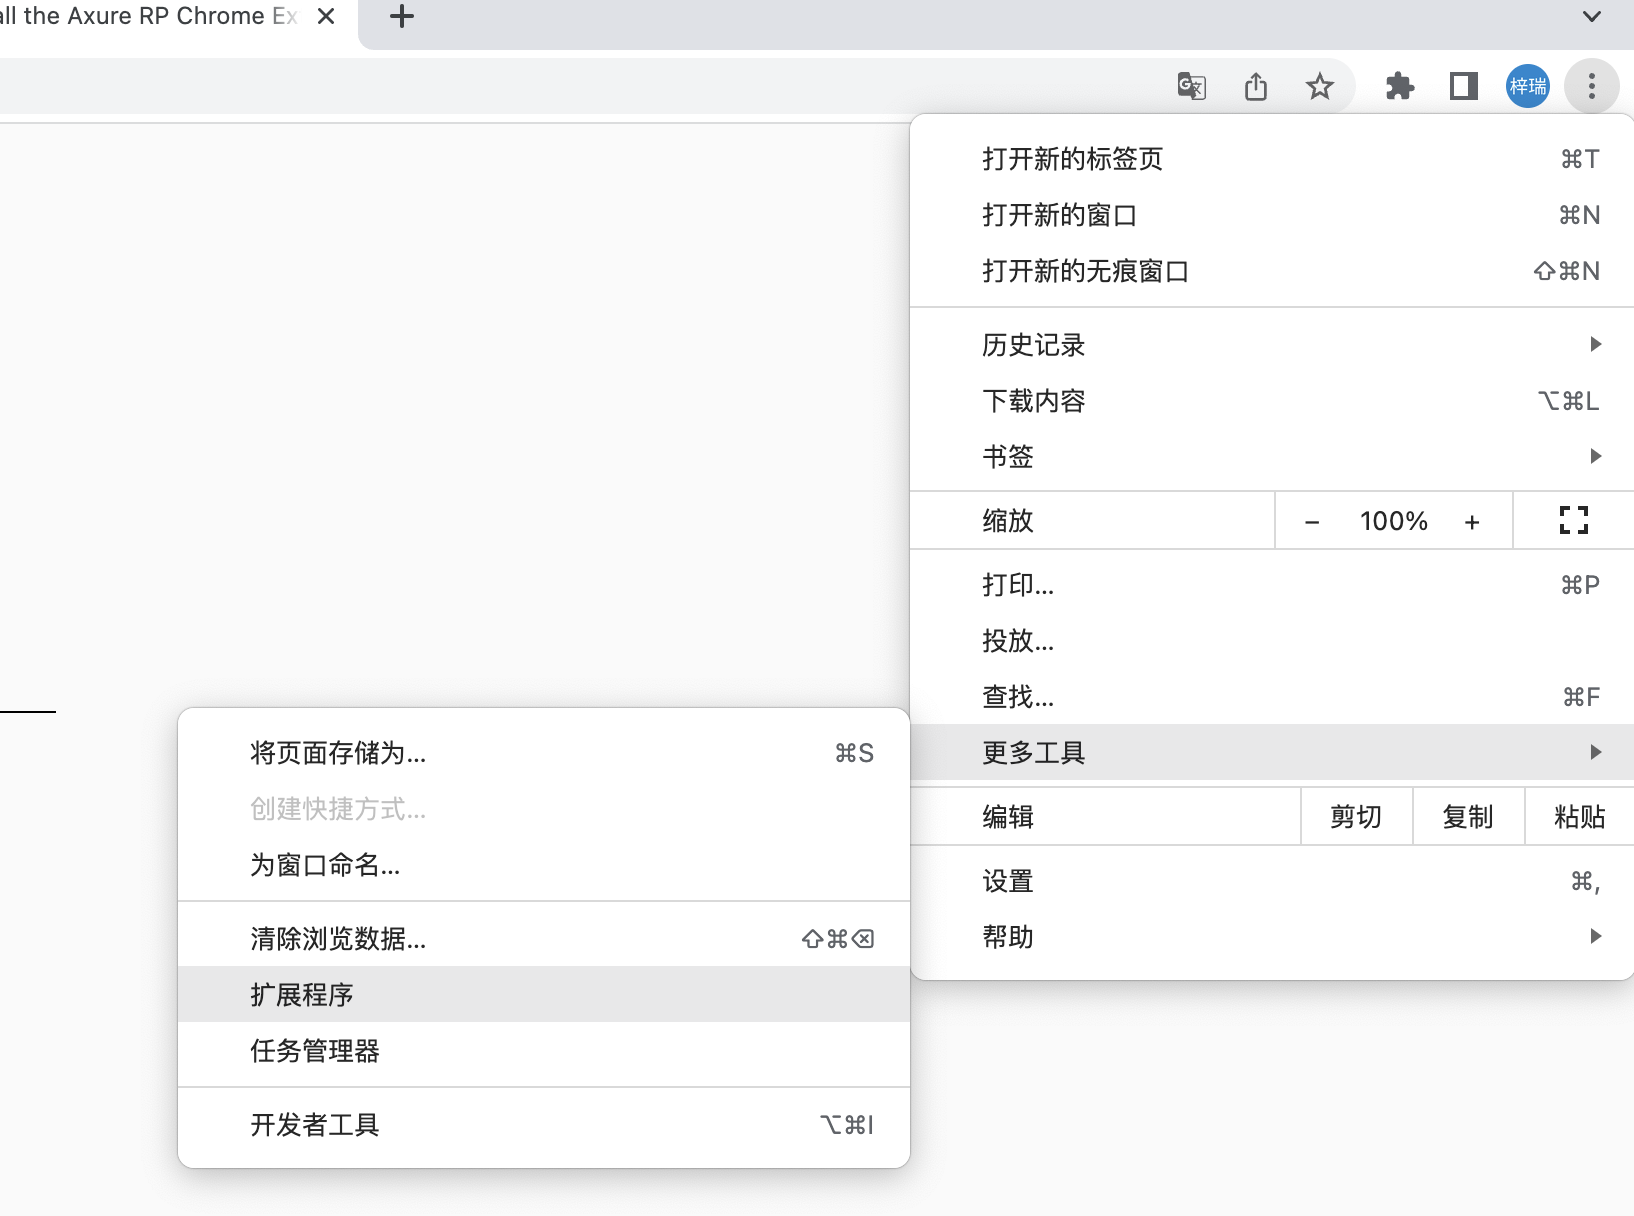 all the Axure RP Chrome Ex
梓瑞
打开新的标签页 ⌘T
打开新的窗口 ⌘N
打开新的无痕窗口 ⇧⌘N
历史记录
下载内容 ⌥⌘L
书签
缩放 − 100% +
打印...
⌘P
投放...
查找... ⌘F
更多工具
编辑 剪切 复制 粘贴
设置 ⌘,
帮助
将页面存储为... ⌘S
创建快捷方式...
为窗口命名...
清除浏览数据... ⇧⌘⌫
扩展程序
任务管理器
开发者工具 ⌥⌘I